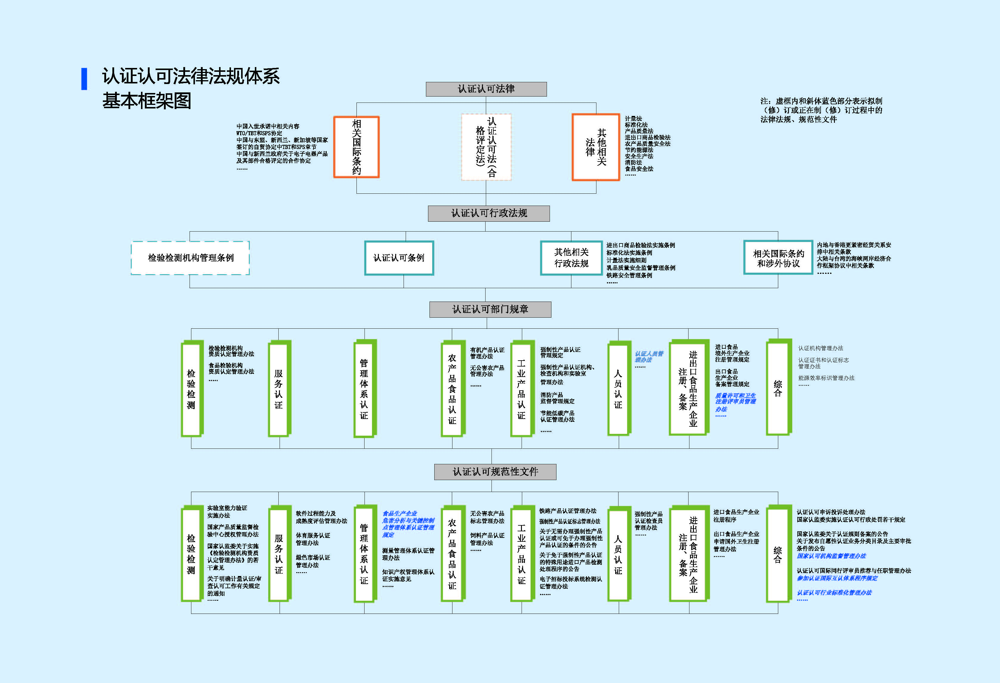 认证认可法律法规体系
基本框架图
注：虚框内和斜体蓝色部分表示拟制
（修）订或正在制（修）订过程中的
法律法规、规范性文件
认证认可法律
中国入世承诺中相关内容
WTO/TBT和SPS协定
中国与东盟、新西兰、新加坡等国家
签订的自贸协定中TBT和SPS章节
中国与新西兰政府关于电子电器产品
及其部件合格评定的合作协定
……
相关国际条约
认证认可法（合
格评定法）
其他相关
法律
计量法
标准化法
产品质量法
进出口商品检验法
农产品质量安全法
节约能源法
安全生产法
消防法
食品安全法
……
认证认可行政法规
检验检测机构管理条例
认证认可条例
其他相关
行政法规
进出口商品检验法实施条例
标准化法实施条例
计量法实施细则
乳品质量安全监督管理条例
铁路安全管理条例
……
相关国际条约
和涉外协议
内地与香港更紧密经贸关系安
排中相关条款
大陆与台湾的海峡两岸经济合
作框架协议中相关条款
……
认证认可部门规章
检验检测
检验检测机构
资质认定管理办法
食品检验机构
资质认定管理办法
……
服务认证
管理体系认证
农产品食品认证
有机产品认证
管理办法
无公害农产品
管理办法
……
工业产品认证
强制性产品认证
管理规定
强制性产品认证机构、
检查机构和实验室
管理办法
消防产品
监督管理规定
节能低碳产品
认证管理办法
……
人员认证
认证人员管
理办法
……
进出口食品生产企业
注册、备案
进口食品
境外生产企业
注册管理规定
出口食品
生产企业
备案管理规定
质量许可和卫生
注册评审员管理
办法
……
综合
认证机构管理办法
认证证书和认证标志
管理办法
能源效率标识管理办法
……
认证认可规范性文件
检验检测
实验室能力验证
实施办法
国家产品质量监督检
验中心授权管理办法
国家认监委关于实施
《检验检测机构资质
认定管理办法》的若
干意见
关于明确计量认证/审
查认可工作有关规定
的通知
……
服务认证
软件过程能力及
成熟度评估管理办法
体育服务认证
管理办法
绿色市场认证
管理办法
……
管理体系认证
食品生产企业
危害分析与关键控制
点管理体系认证管理
规定
测量管理体系认证管
理办法
知识产权管理体系认
证实施意见
……
农产品食品认证
无公害农产品
标志管理办法
饲料产品认证
管理办法
……
工业产品认证
铁路产品认证管理办法
强制性产品认证标志管理办法
关于无需办理强制性产品
认证或可免于办理强制性
产品认证的条件的公告
关于免于强制性产品认证
的特殊用途进口产品检测
处理程序的公告
电子招标投标系统检测认
证管理办法
……
人员认证
强制性产品
认证检查员
管理办法
……
进出口食品生产企业
注册、备案
进口食品生产企业
注册程序
出口食品生产企业
申请国外卫生注册
管理办法
……
综合
认证认可申诉投诉处理办法
国家认监委实施认证认可行政处罚若干规定
国家认监委关于认证规则备案的公告
关于发布自愿性认证业务分类目录及主要审批
条件的公告
国家认可机构监督管理办法
认证认可国际同行评审员推荐与任职管理办法
参加认证国际互认体系程序规定
认证认可行业标准化管理办法
……